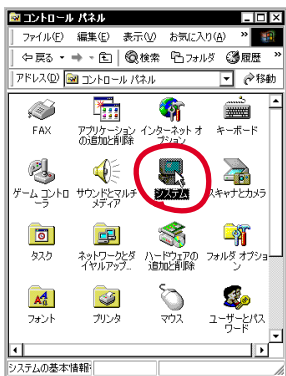 コントロール パネル
ファイル(F) 編集(E) 表示(V) お気に入り(A) »
戻る 検索 フォルダ 履歴 »
アドレス(D) コントロール パネル 移動
FAX
アプリケーション
の追加と削除
インターネット オ
プション
キーボード
ゲーム コントロ
ーラ
サウンドとマルチ
メディア
システム
スキャナとカメラ
タスク
ネットワークとダ
イヤルアップ...
ハードウェアの
追加と削除
フォルダ オプショ
ン
フォント
プリンタ
マウス
ユーザーとパス
ワード
システムの基本情報